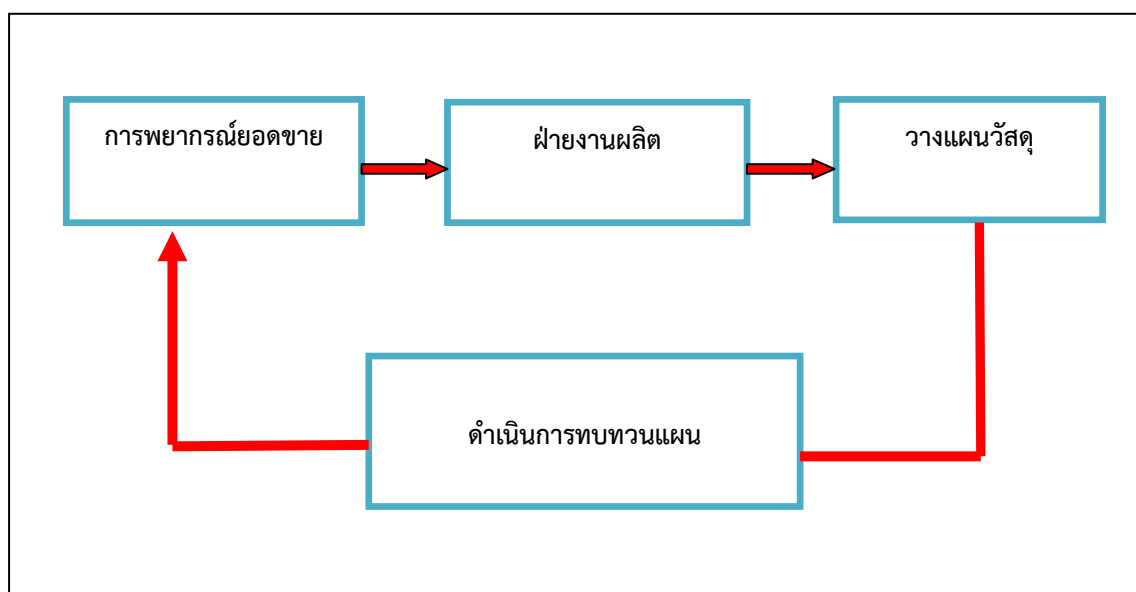 การพยากรณ์ยอดขาย
ฝ่ายงานผลิต
วางแผนวัสดุ
ดำเนินการทบทวนแผน